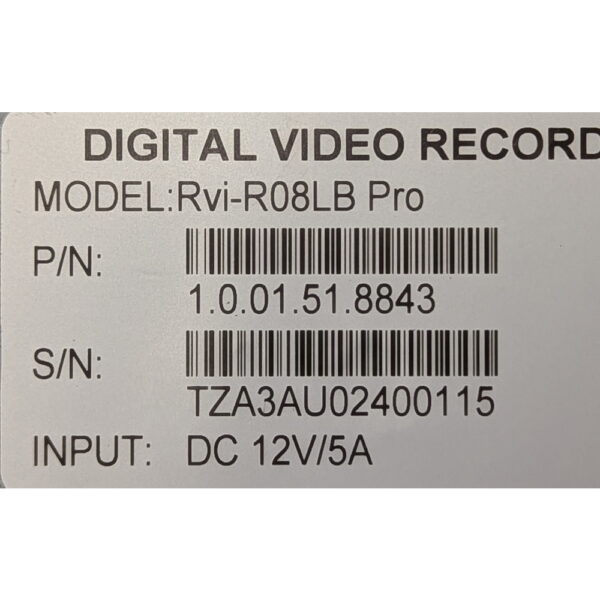 DIGITAL VIDEO RECORD
MODEL:Rvi-R08LB Pro
P/N:
1.0.01.51.8843
S/N:
TZA3AU02400115
INPUT: DC 12V/5A